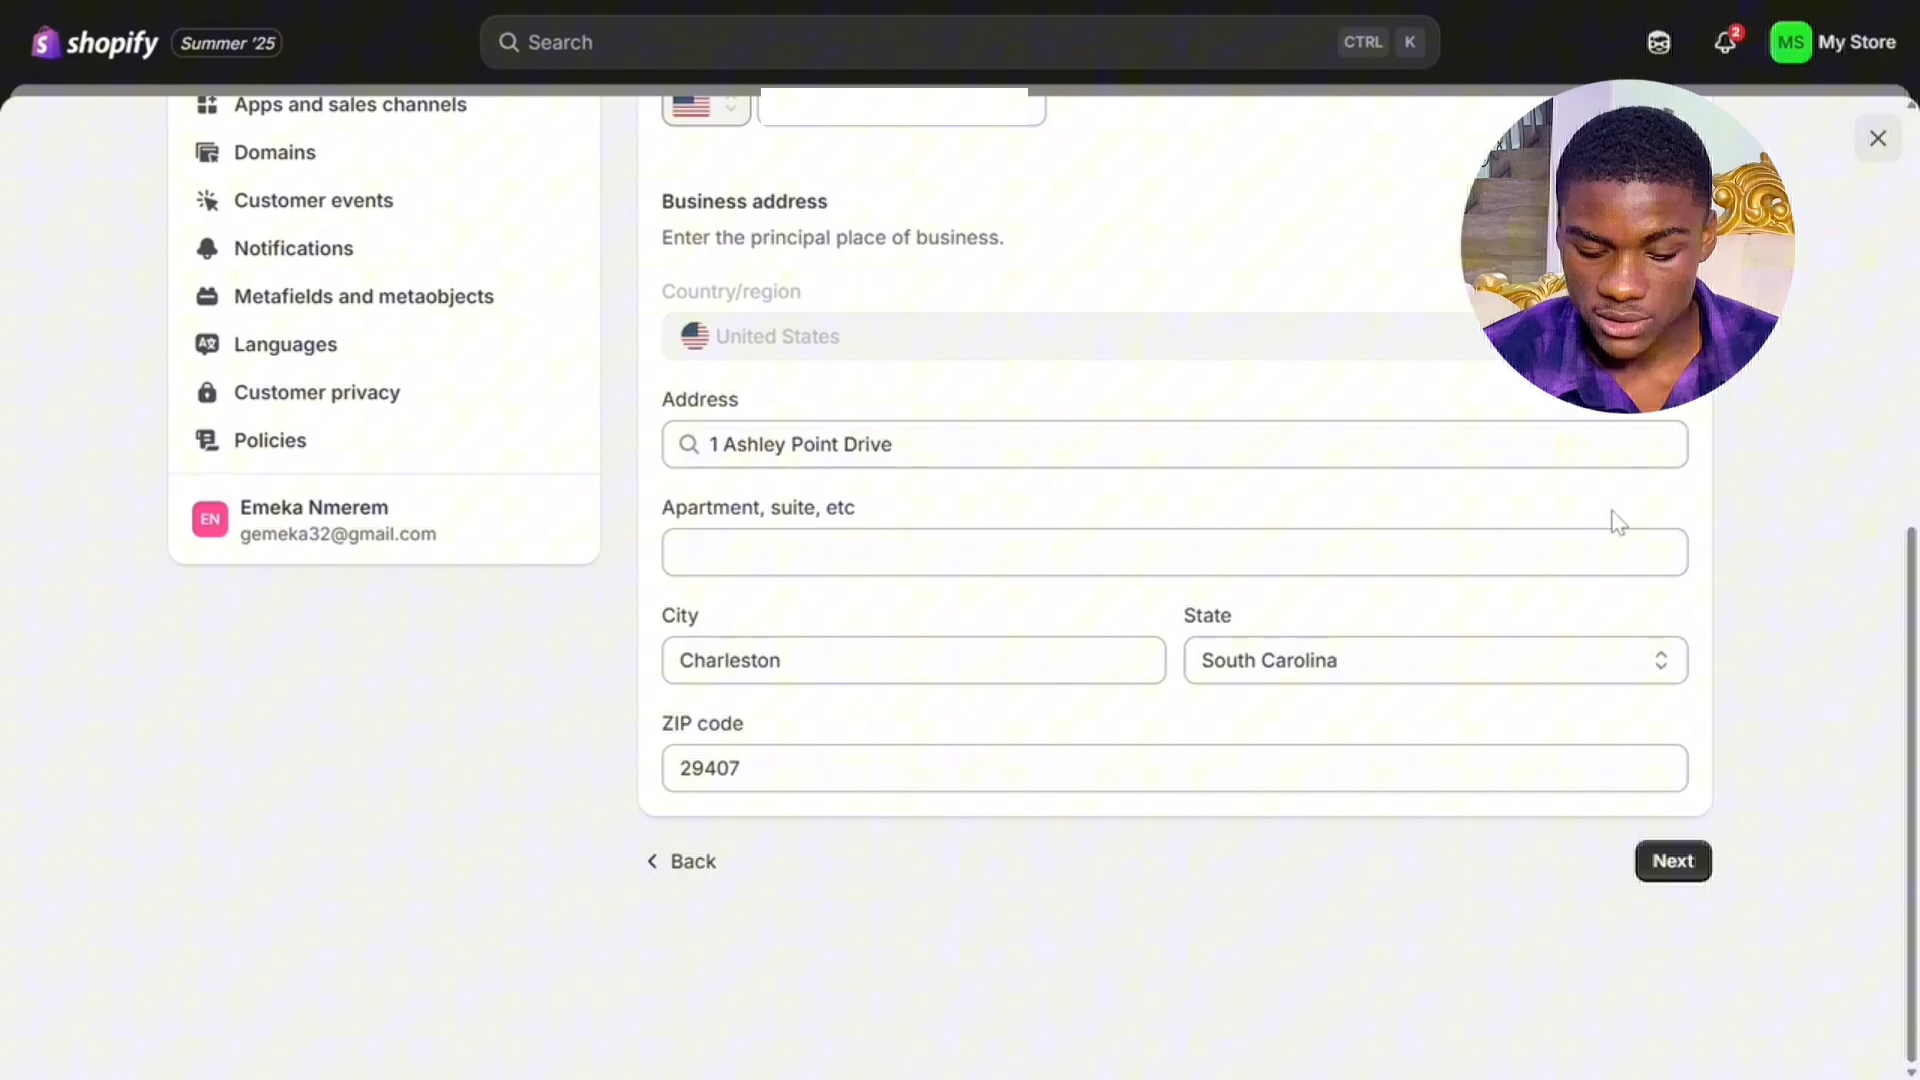 shopify
Summer '25
Search
CTRL K
2
MS
My Store
Apps and sales channels
Domains
Customer events
Notifications
Metafields and metaobjects
Languages
Customer privacy
Policies
EN
Emeka Nmerem
gemeka32@gmail.com
Business address
Enter the principal place of business.
Country/region
United States
Address
1 Ashley Point Drive
Apartment, suite, etc
City
State
Charleston
South Carolina
ZIP code
29407
Back
Next